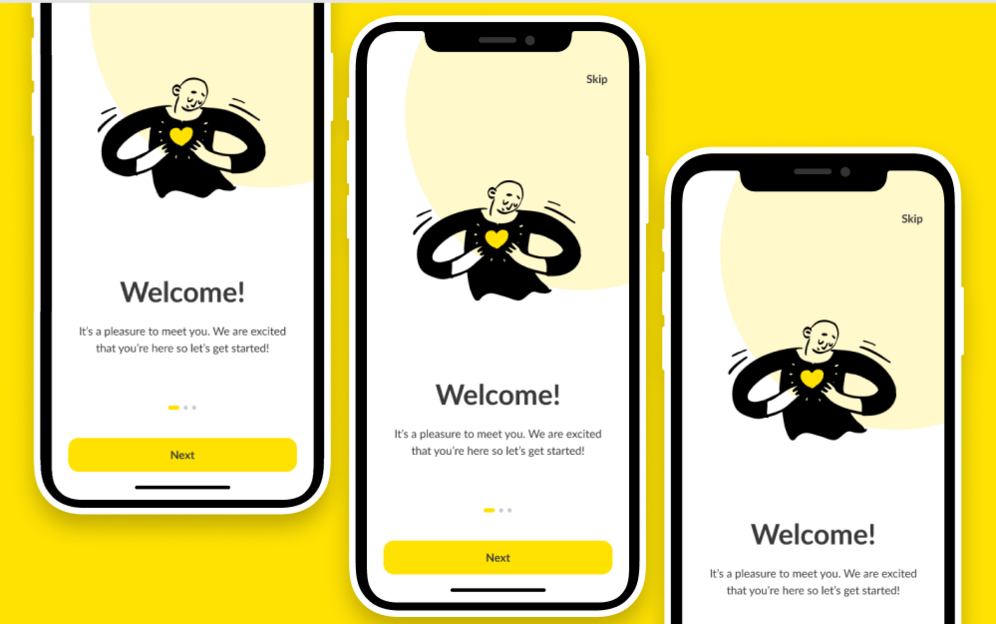 Welcome!
It's a pleasure to meet you. We are excited
that you're here so let's get started!
Next
Skip
Welcome!
It's a pleasure to meet you. We are excited
that you're here so let's get started!
Next
Skip
Welcome!
It's a pleasure to meet you. We are excited
that you're here so let's get started!